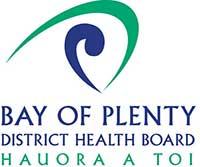 BAY OF PLENTY
DISTRICT HEALTH BOARD
HAUORA A TOI